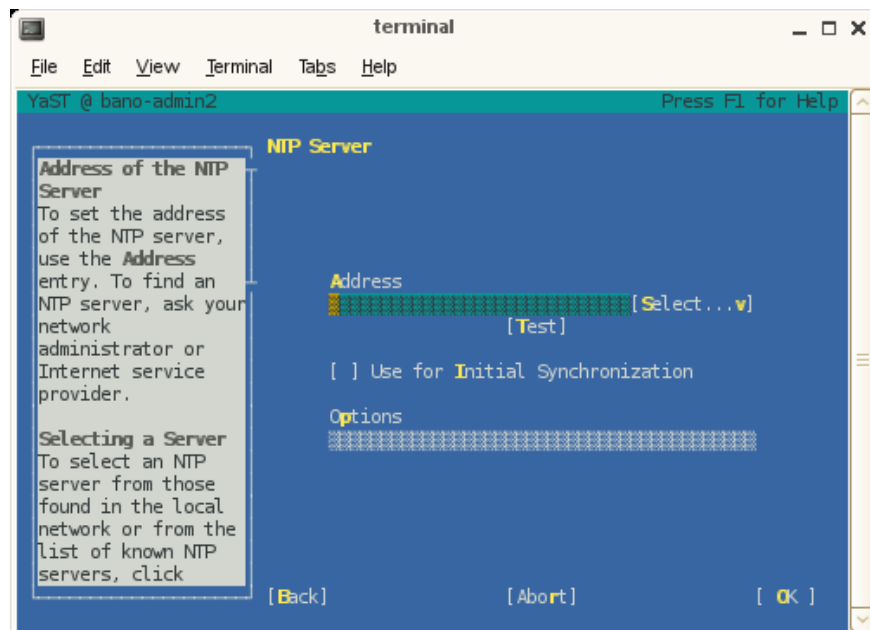 terminal
File Edit View Terminal Tabs Help
YaST @ bano-admin2 Press F1 for Help
NTP Server
Address of the NTP
Server
To set the address
of the NTP server,
use the Address
entry. To find an
NTP server, ask your
network
administrator or
Internet service
provider.
Selecting a Server
To select an NTP
server from those
found in the local
network or from the
list of known NTP
servers, click
Address
[Select...v]
[Test]
[ ] Use for Initial Synchronization
Options
[Back] [Abort] [ OK ]